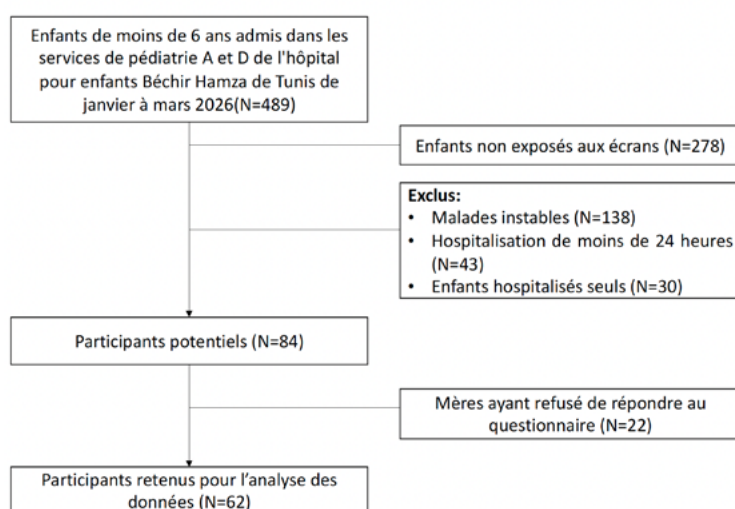 Enfants de moins de 6 ans admis dans les
services de pédiatrie A et D de l'hôpital
pour enfants Béchir Hamza de Tunis de
janvier à mars 2026(N=489)
Enfants non exposés aux écrans (N=278)
Exclus:
• Malades instables (N=138)
• Hospitalisation de moins de 24 heures
(N=43)
• Enfants hospitalisés seuls (N=30)
Participants potentiels (N=84)
Mères ayant refusé de répondre au
questionnaire (N=22)
Participants retenus pour l'analyse des
données (N=62)